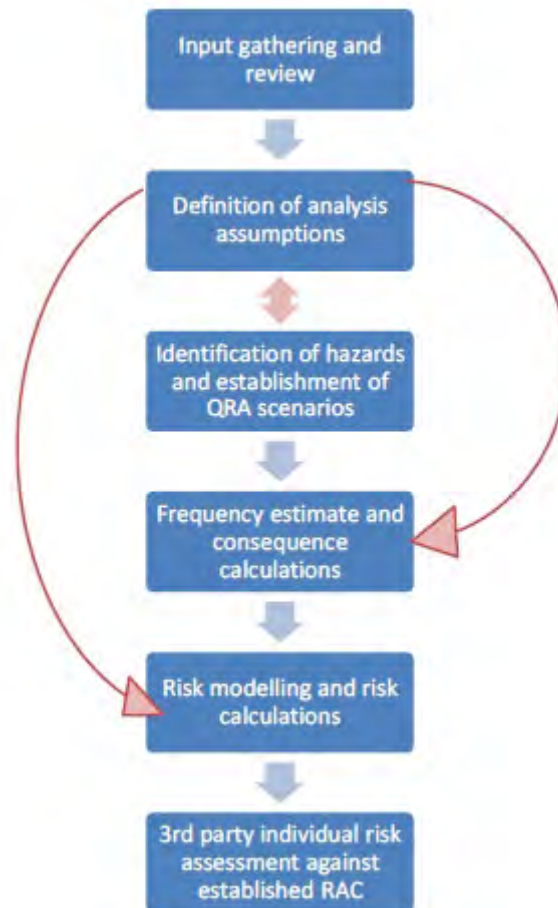 Input gathering and
review
Definition of analysis
assumptions
Identification of hazards
and establishment of
QRA scenarios
Frequency estimate and
consequence
calculations
Risk modelling and risk
calculations
3rd party individual risk
assessment against
established RAC